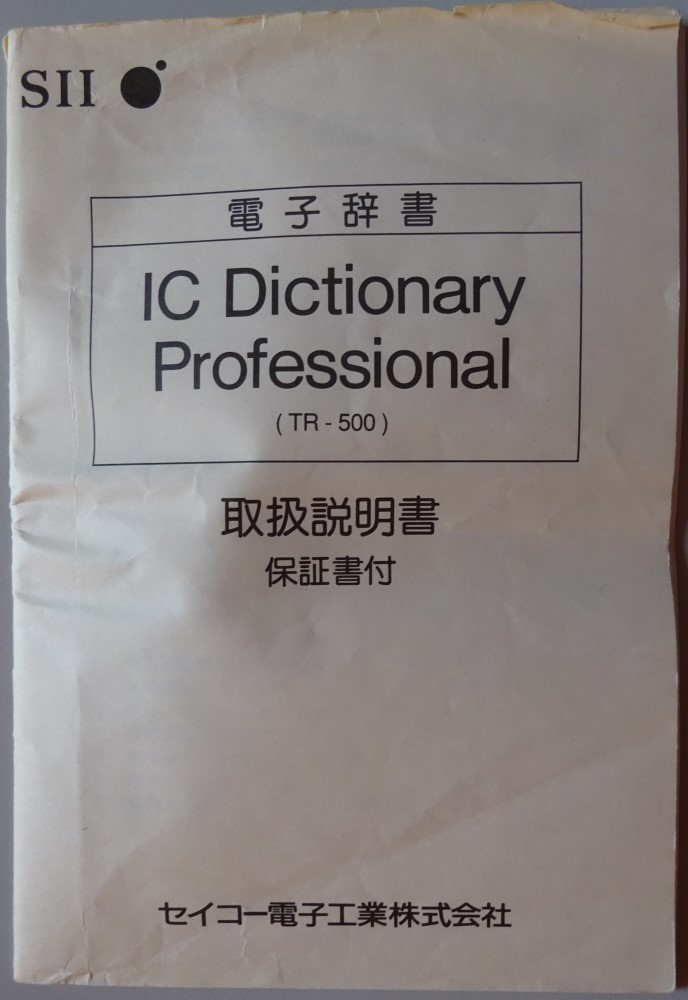 SII
電子辞書
IC Dictionary
Professional
( TR - 500 )
取扱説明書
保証書付
セイコー電子工業株式会社